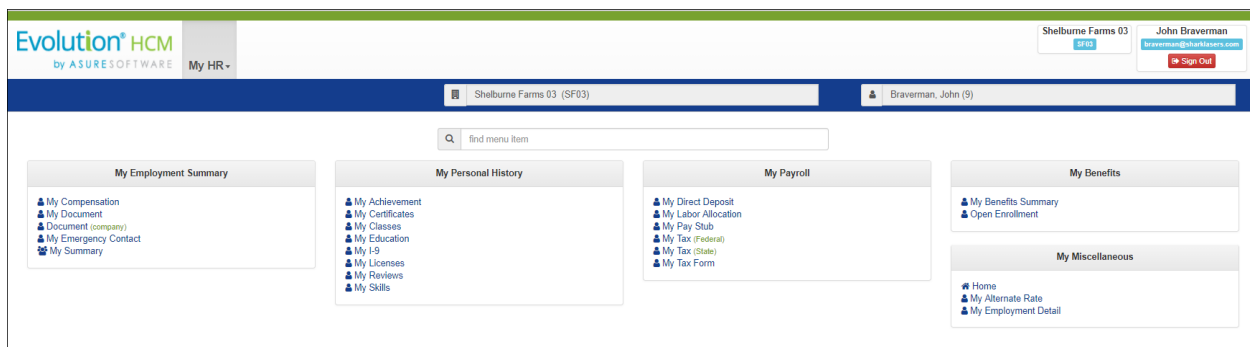 Evolution® HCM
by ASURESOFTWARE
My HR
Shelburne Farms 03
SF03
John Braverman
braverman@sharklasers.com
Sign Out
Shelburne Farms 03 (SF03)
Braverman, John (9)
find menu item
My Employment Summary
My Compensation
My Document
Document (company)
My Emergency Contact
My Summary
My Personal History
My Achievement
My Certificates
My Classes
My Education
My I-9
My Licenses
My Reviews
My Skills
My Payroll
My Direct Deposit
My Labor Allocation
My Pay Stub
My Tax (Federal)
My Tax (State)
My Tax Form
My Benefits
My Benefits Summary
Open Enrollment
My Miscellaneous
Home
My Alternate Rate
My Employment Detail